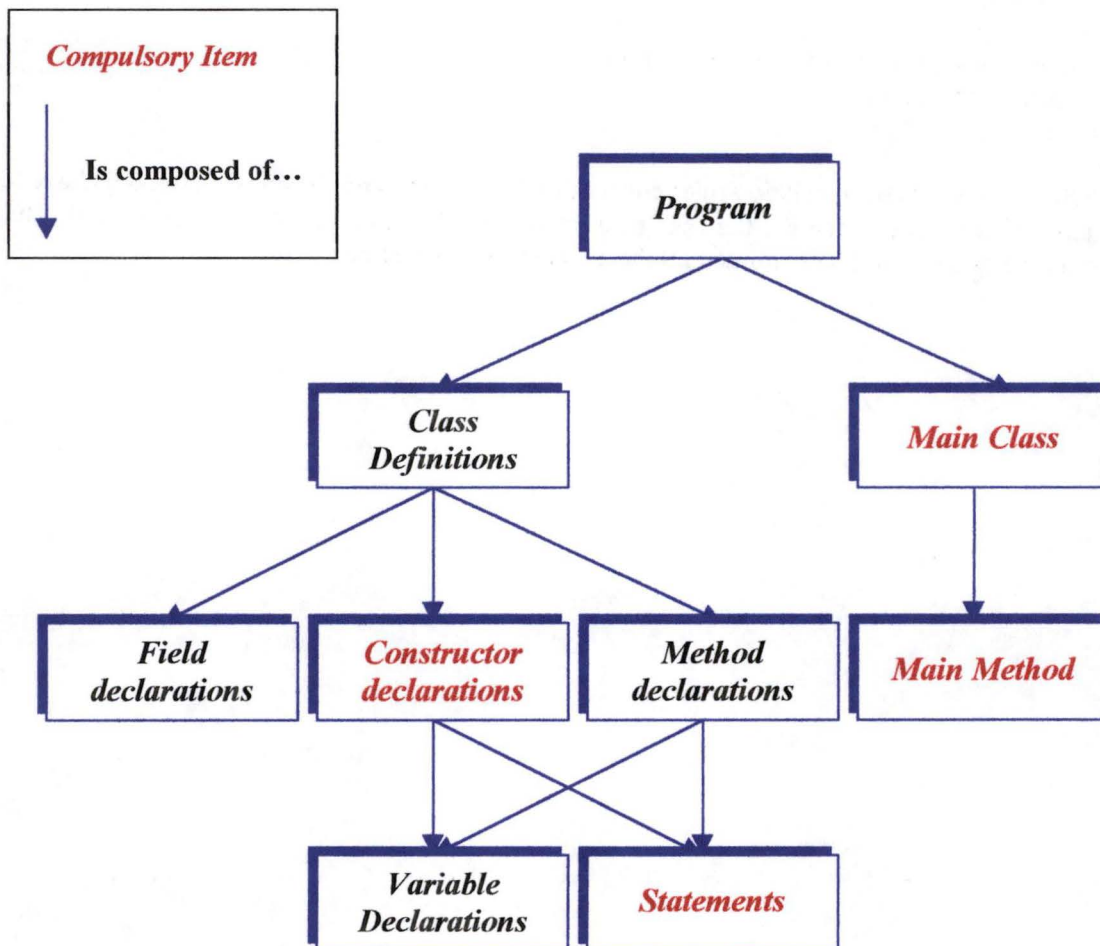 Compulsory Item
Is composed of...
Program
Class
Definitions
Main Class
Field
declarations
Constructor
declarations
Method
declarations
Main Method
Variable
Declarations
Statements